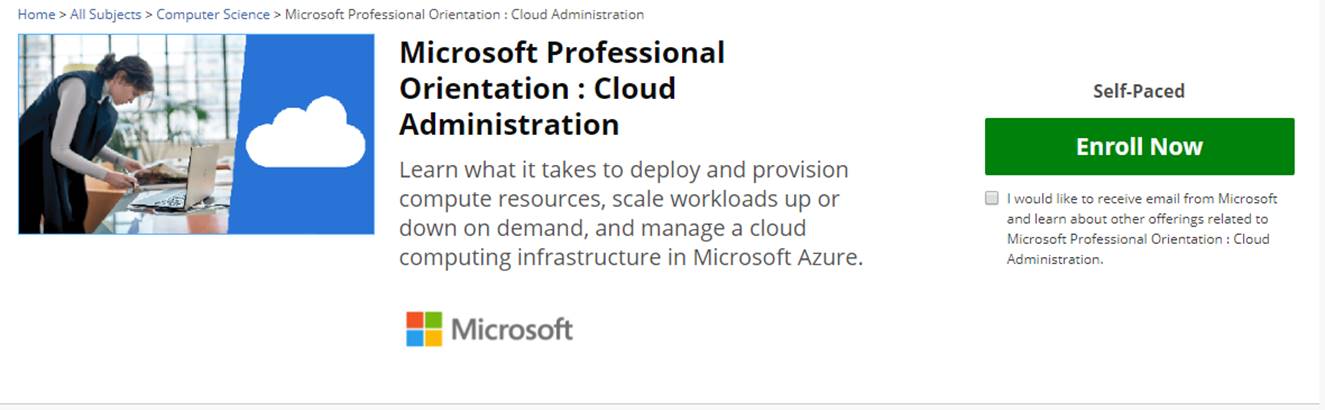 Home > All Subjects > Computer Science > Microsoft Professional Orientation : Cloud Administration
Microsoft Professional
Orientation : Cloud
Administration
Learn what it takes to deploy and provision
compute resources, scale workloads up or
down on demand, and manage a cloud
computing infrastructure in Microsoft Azure.
Microsoft
Self-Paced
Enroll Now
I would like to receive email from Microsoft
and learn about other offerings related to
Microsoft Professional Orientation : Cloud
Administration.